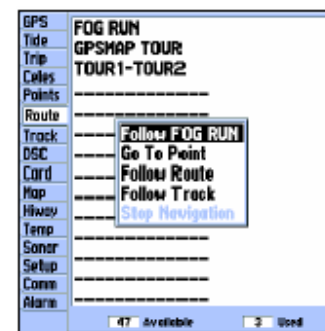 GPS
Tide
Trip
Celes
Points
Route
Track
DSC
Card
Map
Hiway
Temp
Sonar
Setup
Comm
Alarm
FOG RUN
GPSMAP TOUR
TOUR1-TOUR2
Follow FOG RUN
Go To Point
Follow Route
Follow Track
Stop Navigation
47 Available 3 Used